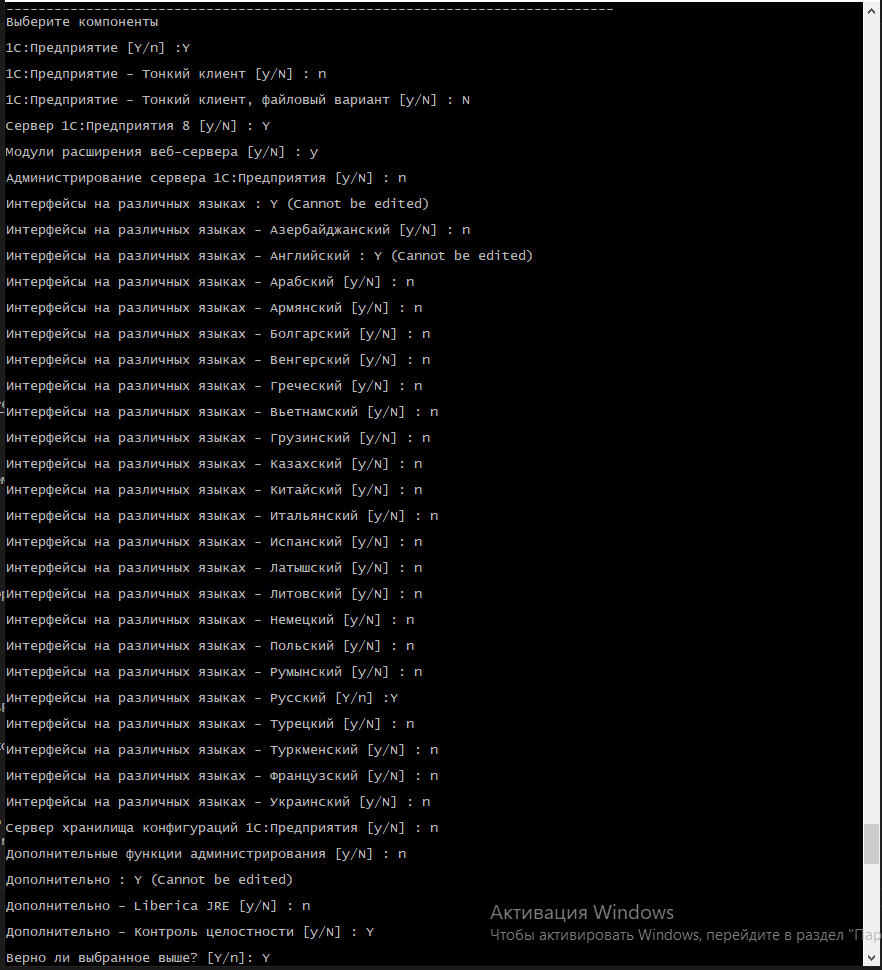 Выберите компоненты
1С:Предприятие [Y/n] :Y
1С:Предприятие - Тонкий клиент [y/N] : n
1С:Предприятие - Тонкий клиент, файловый вариант [y/N] : N
Сервер 1С:Предприятия 8 [y/N] : Y
Модули расширения веб-сервера [y/N] : y
Администрирование сервера 1С:Предприятия [y/N] : n
Интерфейсы на различных языках : Y (Cannot be edited)
Интерфейсы на различных языках - Азербайджанский [y/N] : n
Интерфейсы на различных языках - Английский : Y (Cannot be edited)
Интерфейсы на различных языках - Арабский [y/N] : n
Интерфейсы на различных языках - Армянский [y/N] : n
Интерфейсы на различных языках - Болгарский [y/N] : n
Интерфейсы на различных языках - Венгерский [y/N] : n
Интерфейсы на различных языках - Греческий [y/N] : n
Интерфейсы на различных языках - Вьетнамский [y/N] : n
Интерфейсы на различных языках - Грузинский [y/N] : n
Интерфейсы на различных языках - Казахский [y/N] : n
Интерфейсы на различных языках - Китайский [y/N] : n
Интерфейсы на различных языках - Итальянский [y/N] : n
Интерфейсы на различных языках - Испанский [y/N] : n
Интерфейсы на различных языках - Латышский [y/N] : n
Интерфейсы на различных языках - Литовский [y/N] : n
Интерфейсы на различных языках - Немецкий [y/N] : n
Интерфейсы на различных языках - Польский [y/N] : n
Интерфейсы на различных языках - Румынский [y/N] : n
Интерфейсы на различных языках - Русский [Y/n] :Y
Интерфейсы на различных языках - Турецкий [y/N] : n
Интерфейсы на различных языках - Туркменский [y/N] : n
Интерфейсы на различных языках - Французский [y/N] : n
Интерфейсы на различных языках - Украинский [y/N] : n
Сервер хранилища конфигураций 1С:Предприятия [y/N] : n
Дополнительные функции администрирования [y/N] : n
Дополнительно : Y (Cannot be edited)
Дополнительно - Liberica JRE [y/N] : n
Дополнительно - Контроль целостности [y/N] : Y
Верно ли выбранное выше? [Y/n]: Y
Активация Windows
Чтобы активировать Windows, перейдите в раздел "Пар